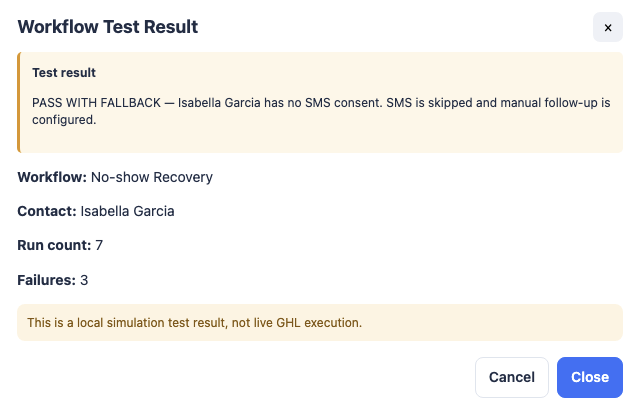 Workflow Test Result
×
Test result
PASS WITH FALLBACK — Isabella Garcia has no SMS consent. SMS is skipped and manual follow-up is
configured.
Workflow: No-show Recovery
Contact: Isabella Garcia
Run count: 7
Failures: 3
This is a local simulation test result, not live GHL execution.
Cancel
Close